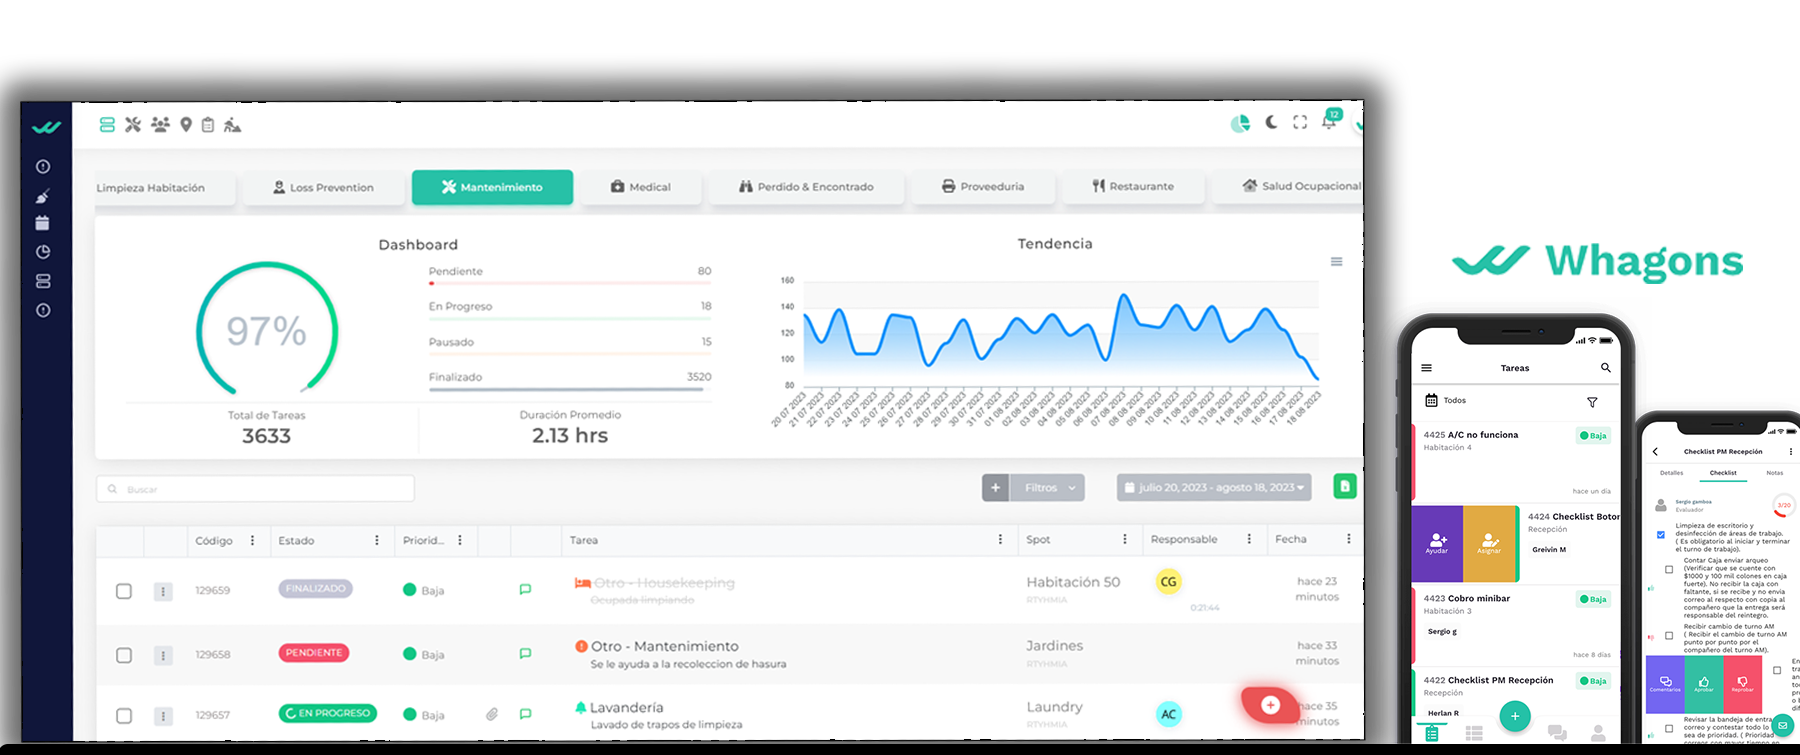 12
Limpieza Habitación
Loss Prevention
Mantenimiento
Medical
Perdido & Encontrado
Proveeduria
Restaurante
Salud Ocupacional
Dashboard
97%
Pendiente 80
En Progreso 18
Pausado 15
Finalizado 3520
Total de Tareas
3633
Duración Promedio
2.13 hrs
Tendencia
160
140
120
100
80
20 07 2023
21 07 2023
22 07 2023
23 07 2023
24 07 2023
25 07 2023
26 07 2023
27 07 2023
28 07 2023
29 07 2023
30 07 2023
31 07 2023
01 08 2023
02 08 2023
03 08 2023
04 08 2023
05 08 2023
06 08 2023
07 08 2023
08 08 2023
09 08 2023
10 08 2023
11 08 2023
12 08 2023
13 08 2023
14 08 2023
15 08 2023
16 08 2023
17 08 2023
18 08 2023
Buscar
+ Filtros
julio 20, 2023 - agosto 18, 2023
Código Estado Priorid... Tarea Spot Responsable Fecha
129659 FINALIZADO Baja Otro - Housekeeping Habitación 50 CG hace 23
Ocupada limpiando RTYHMIA 0:21:44 minutos
129658 PENDIENTE Baja Otro - Mantenimiento Jardines hace 33
Se le ayuda a la recoleccion de hasura RTYHMIA minutos
129657 EN PROGRESO Baja Lavandería Laundry AC hace 35
Lavado de trapos de limpieza RTYHMIA minutos
Whagons
Tareas
Todos
4425 A/C no funciona Baja
Habitación 4
hace un día
Ayudar
Asignar
4424 Checklist Botor
Recepción
Greivin M
4423 Cobro minibar Baja
Habitación 3
Sergio g
hace 8 días
4422 Checklist PM Recepción Baja
Recepción
Herlan R
+
Checklist PM Recepción
Detalles Checklist Notas
Sergio gamboa
Evaluador
3/20
Limpieza de escritorio y
desinfección de áreas de trabajo.
( Es obligatorio al iniciar y terminar
el turno de trabajo).
Contar Caja enviar arqueo
(Verificar que se cuente con
$1000 y 100 mil colones en caja
fuerte). No recibir la caja con
faltante, si se recibe y no envia
correo al respecto con copia al
compañero que la entrega será
responsable del reintegro.
Recibir cambio de turno AM
( Recibir el cambio de turno AM
punto por punto por el
compañero del turno AM).
Comentarios
Aprobar
Reprobar
Revisar la bandeja de entra
correo y contestar todo lo
sea de prioridad. ( Prioridad